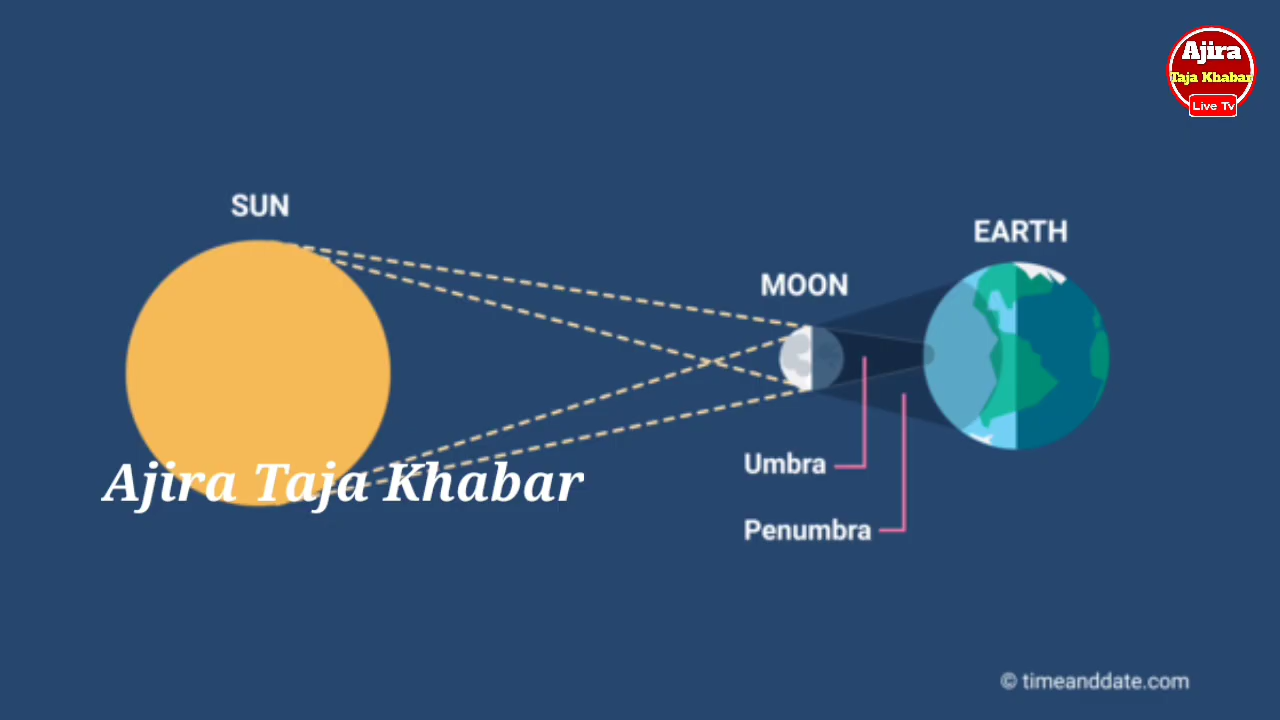 Ajira
Taja Khabar
Live Tv
SUN
EARTH
MOON
Umbra
Ajira Taja Khabar
Penumbra
© timeanddate.com